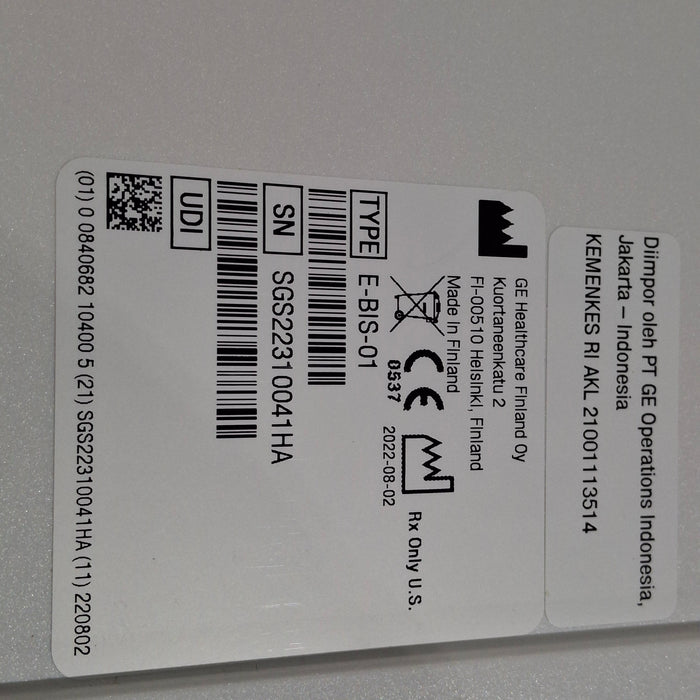 Diimpor oleh PT GE Operations Indonesia,
Jakarta – Indonesia
KEMENKES RI AKL 21001113514
GE Healthcare Finland Oy
Kuortaneenkatu 2
FI-00510 Helsinki, Finland
Made in Finland
CE
0537
2022-08-02
Rx Only U.S.
TYPE E-BIS-01
SN SGS22310041HA
UDI
(01) 0 0840682 10400 5 (21) SGS22310041HA (11) 220802